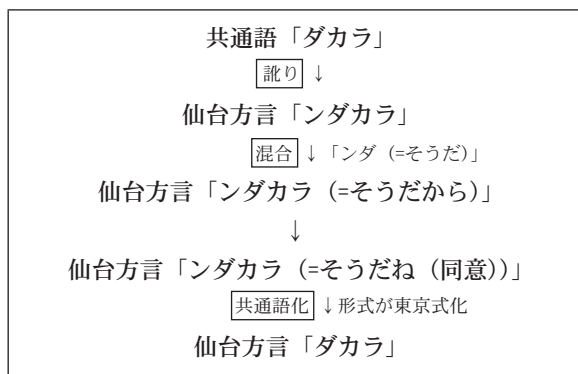 共通語「ダカラ」
訛り ↓
仙台方言「ンダカラ」
混合 ↓ 「ンダ (=そうだ)」
仙台方言「ンダカラ (=そうだから)」
↓
仙台方言「ンダカラ (=そうだね (同意))」
共通語化 ↓ 形式が東京式化
仙台方言「ダカラ」